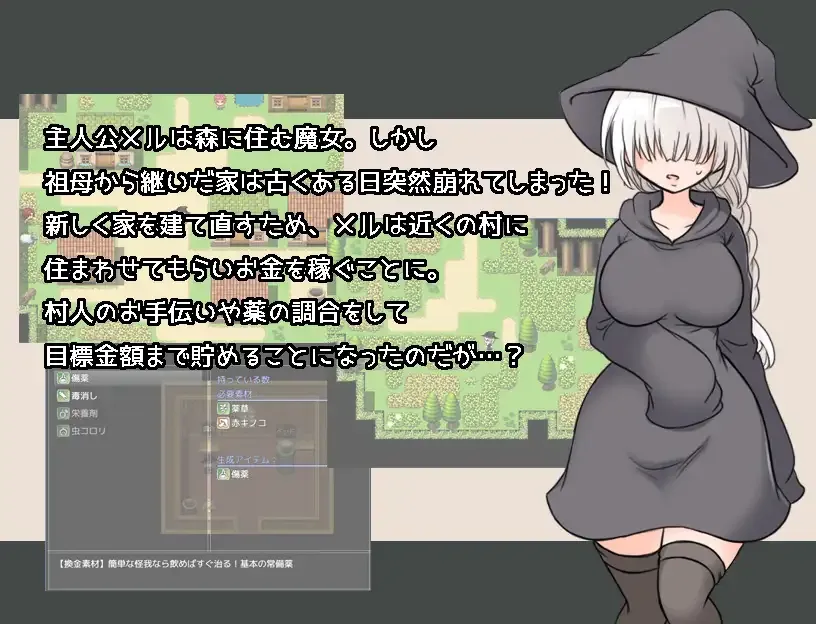 主人公メルは森に住む魔女。しかし
祖母から継いだ家は古くある日突然崩れてしまった！
新しく家を建て直すため、メルは近くの村に
住まわせてもらいお金を稼ぐことに。
村人のお手伝いや薬の調合をして
目標金額まで貯めることになったのだが…？
傷薬
毒消し
栄養剤
虫コロリ
持っている数
必要素材
薬草
赤キノコ
生成アイテム
傷薬
【換金素材】簡単な怪我なら飲めばすぐ治る！基本の常備薬